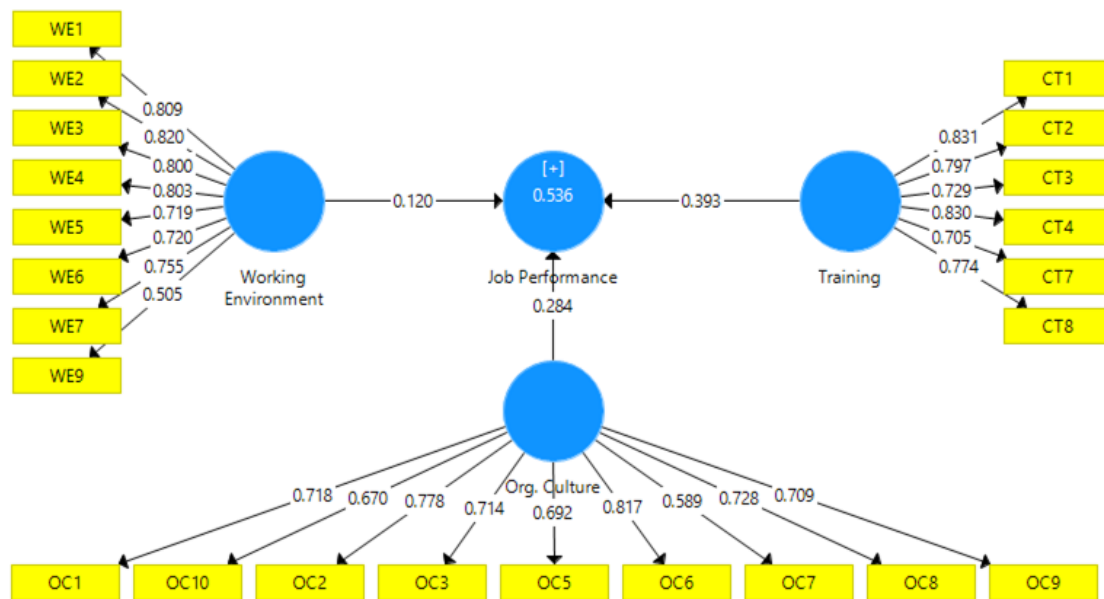 WE1
WE2
WE3
WE4
WE5
WE6
WE7
WE9
0.809
0.820
0.800
0.803
0.719
0.720
0.755
0.505
Working
Environment
0.120
[+]
0.536
Job Performance
0.393
Training
0.831
0.797
0.729
0.830
0.705
0.774
CT1
CT2
CT3
CT4
CT7
CT8
0.284
Org. Culture
0.718
0.670
0.778
0.714
0.692
0.817
0.589
0.728
0.709
OC1
OC10
OC2
OC3
OC5
OC6
OC7
OC8
OC9